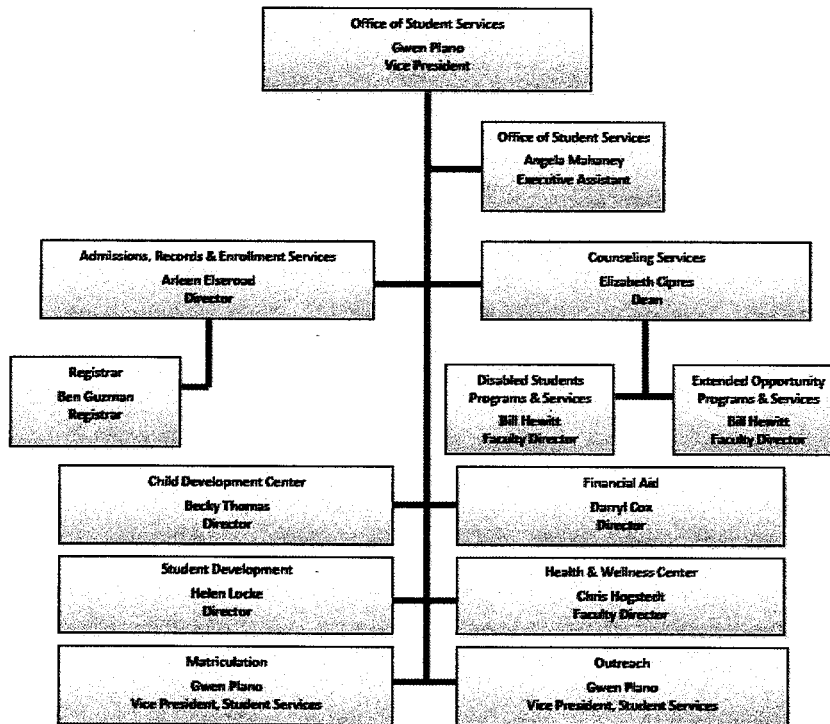 Office of Student Services
Gwen Plano
Vice President
Office of Student Services
Angela Mahaney
Executive Assistant
Admissions, Records & Enrollment Services
Arleen Elseroad
Director
Counseling Services
Elizabeth Cipres
Dean
Registrar
Ben Guzman
Registrar
Disabled Students
Programs & Services
Bill Hewitt
Faculty Director
Extended Opportunity
Programs & Services
Bill Hewitt
Faculty Director
Child Development Center
Becky Thomas
Director
Financial Aid
Darryl Cox
Director
Student Development
Helen Locke
Director
Health & Wellness Center
Chris Hogstedt
Faculty Director
Matriculation
Gwen Plano
Vice President, Student Services
Outreach
Gwen Plano
Vice President, Student Services